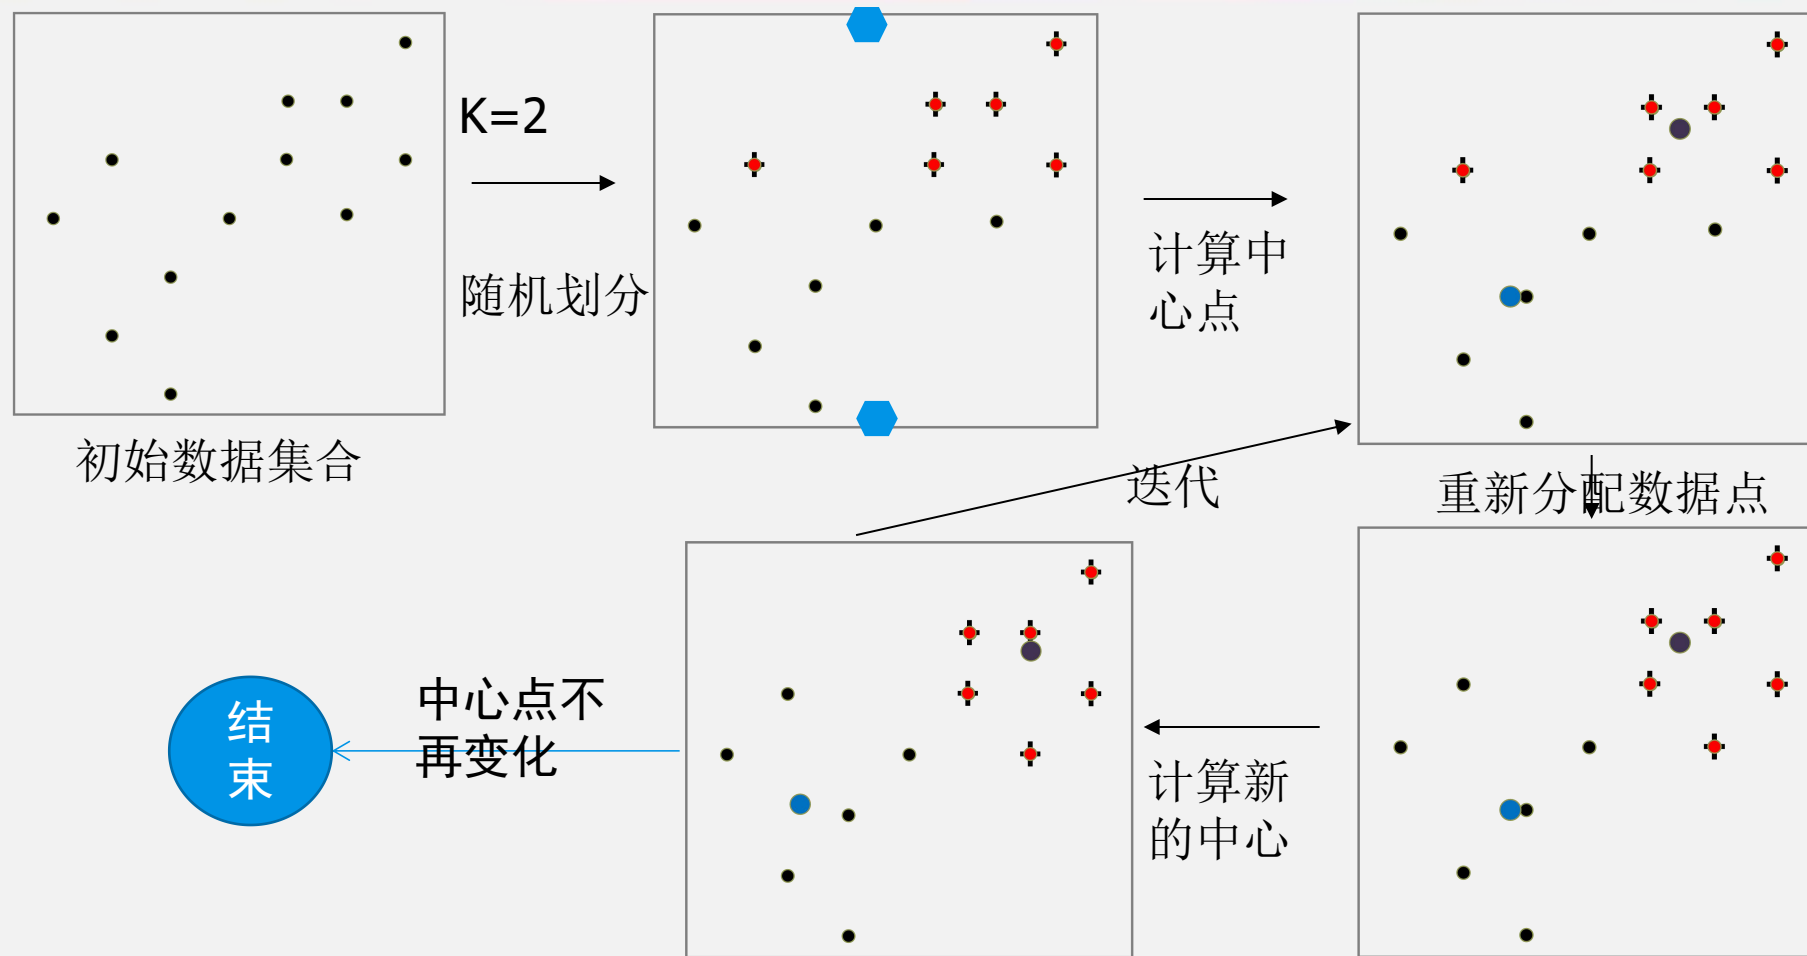 K=2
随机划分
计算中
心点
初始数据集合
迭代
重新分配数据点
中心点不
再变化
结
束
计算新
的中心